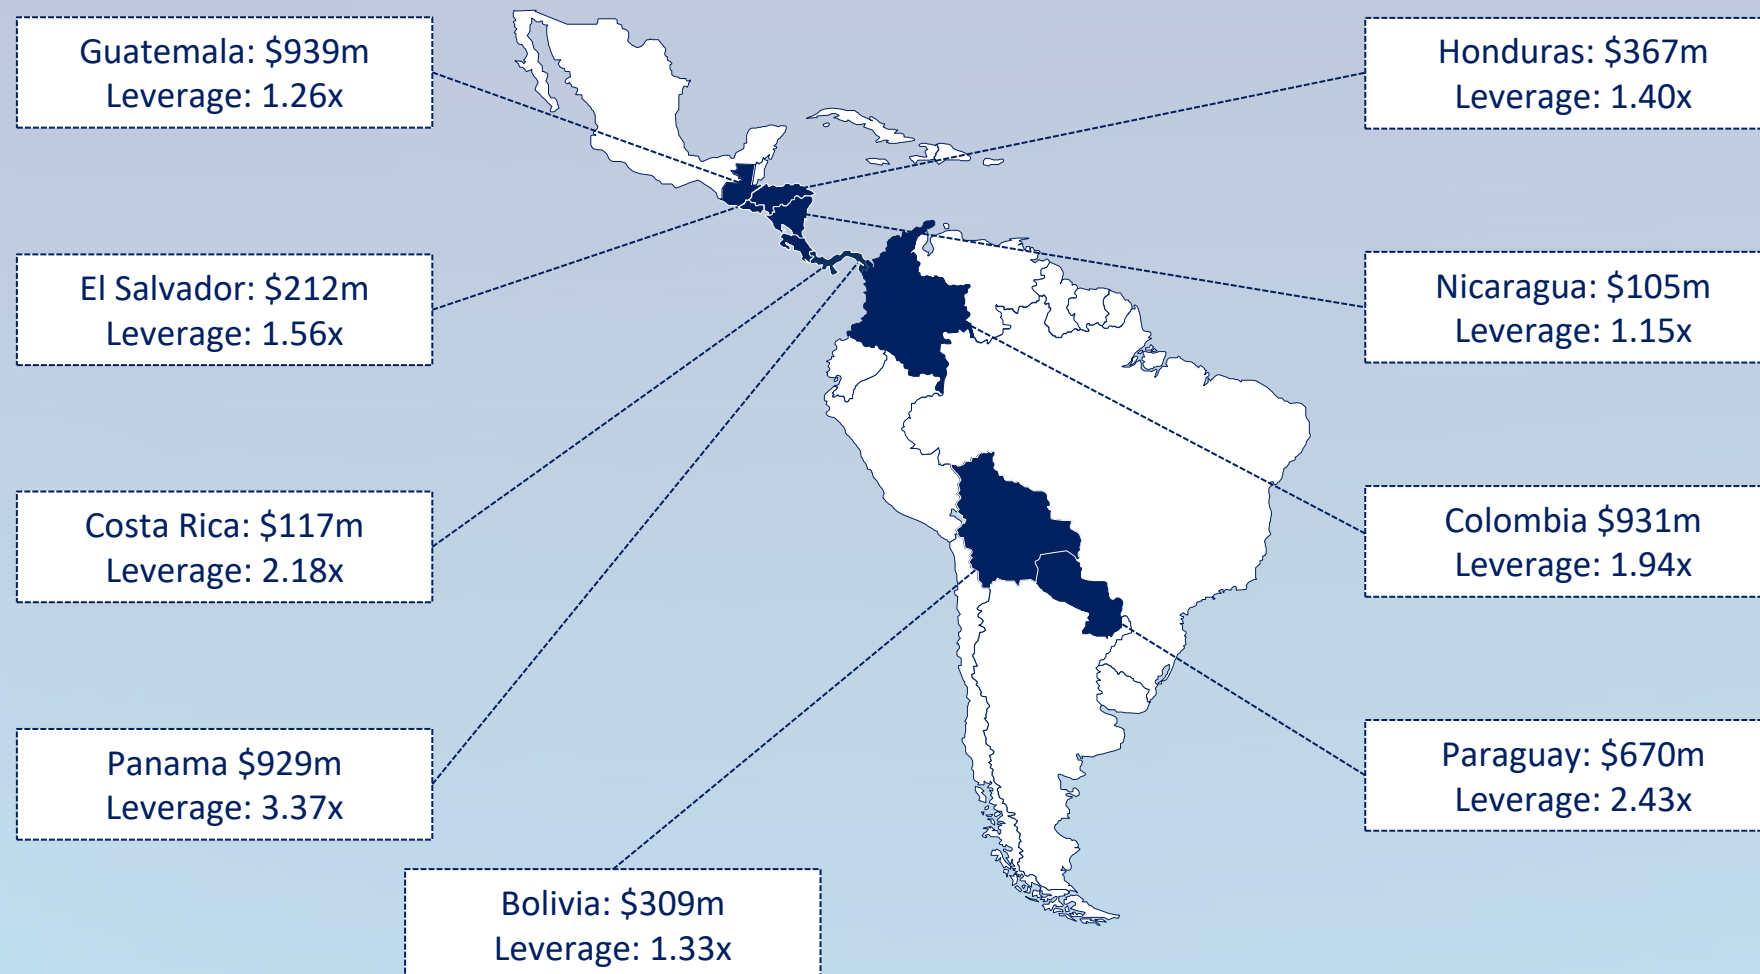 Guatemala: $939m
Leverage: 1.26x
Honduras: $367m
Leverage: 1.40x
El Salvador: $212m
Leverage: 1.56x
Nicaragua: $105m
Leverage: 1.15x
Costa Rica: $117m
Leverage: 2.18x
Colombia $931m
Leverage: 1.94x
Panama $929m
Leverage: 3.37x
Paraguay: $670m
Leverage: 2.43x
Bolivia: $309m
Leverage: 1.33x